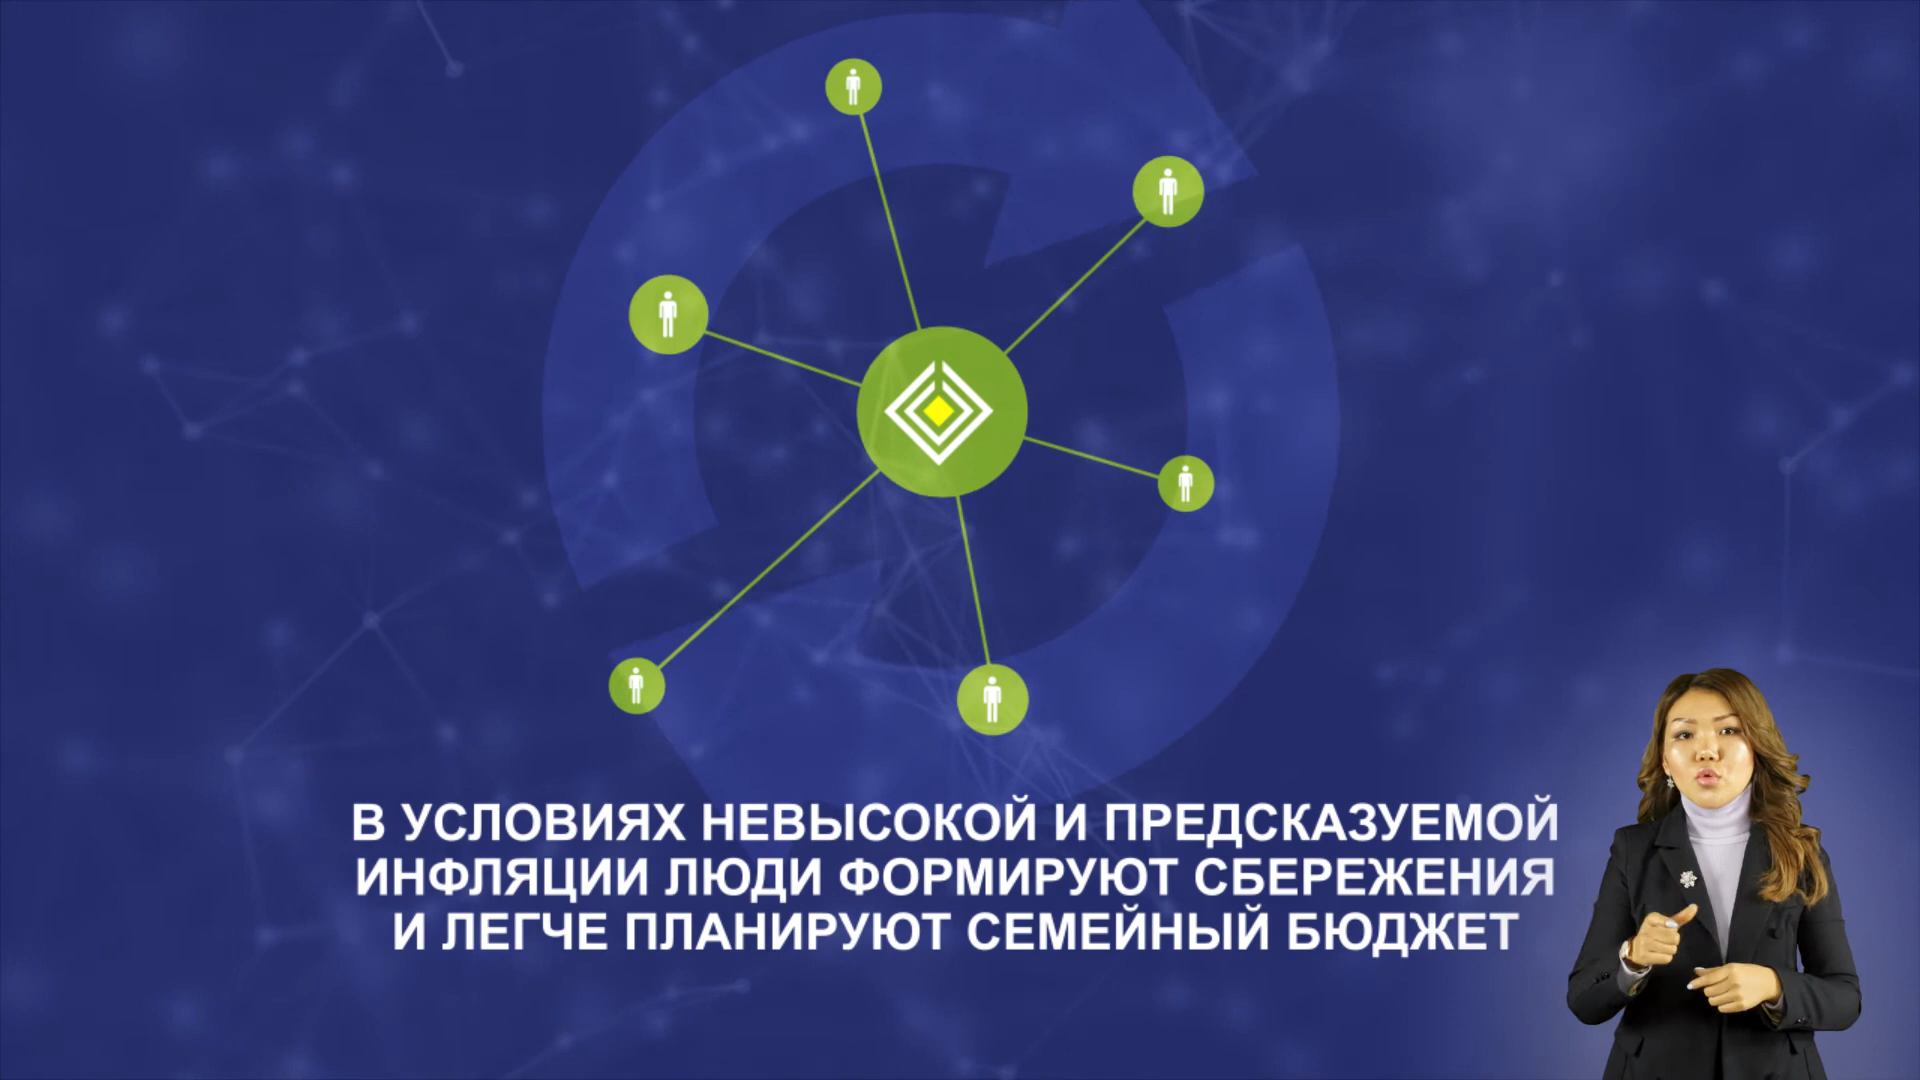 В УСЛОВИЯХ НЕВЫСОКОЙ И ПРЕДСКАЗУЕМОЙ
ИНФЛЯЦИИ ЛЮДИ ФОРМИРУЮТ СБЕРЕЖЕНИЯ
И ЛЕГЧЕ ПЛАНИРУЮТ СЕМЕЙНЫЙ БЮДЖЕТ